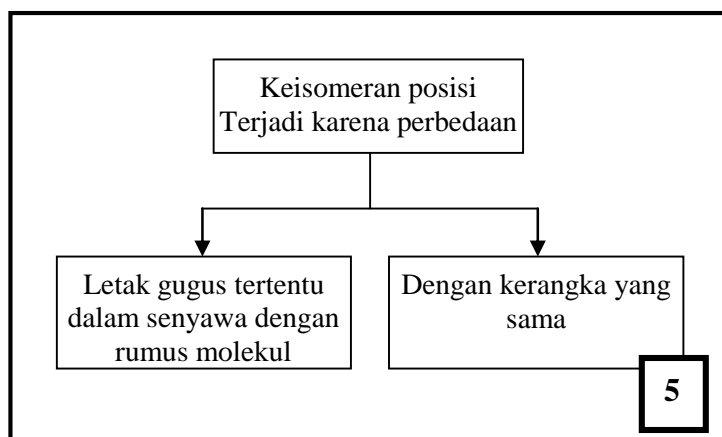 Keisomeran posisi
Terjadi karena perbedaan
Letak gugus tertentu
dalam senyawa dengan
rumus molekul
Dengan kerangka yang
sama
5